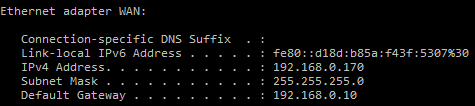 Ethernet adapter WAN:
Connection-specific DNS Suffix  . :
Link-local IPv6 Address . . . . . : fe80::d18d:b85a:f43f:5307%30
IPv4 Address. . . . . . . . . . . : 192.168.0.170
Subnet Mask . . . . . . . . . . . : 255.255.255.0
Default Gateway . . . . . . . . . : 192.168.0.10